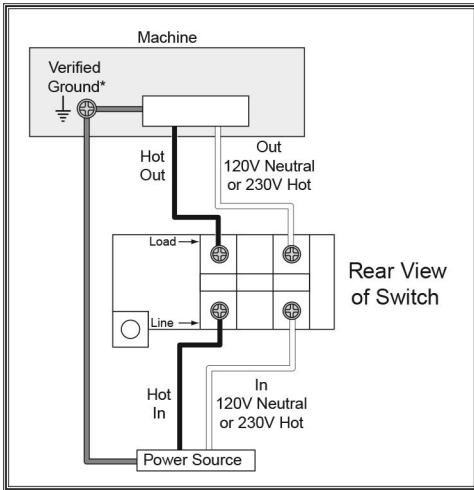 Machine
Verified
Ground*
Hot
Out
Out
120V Neutral
or 230V Hot
Load
Rear View
of Switch
Line
Hot
In
In
120V Neutral
or 230V Hot
Power Source